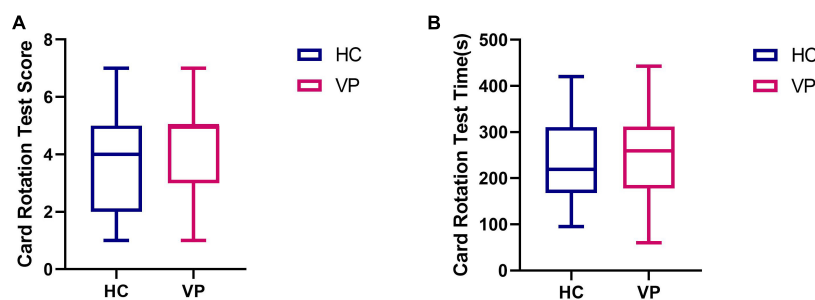 A
Card Rotation Test Score
8
6
4
2
0
HC
VP
HC
VP
B
Card Rotation Test Time(s)
500
400
300
200
100
0
HC
VP
HC
VP